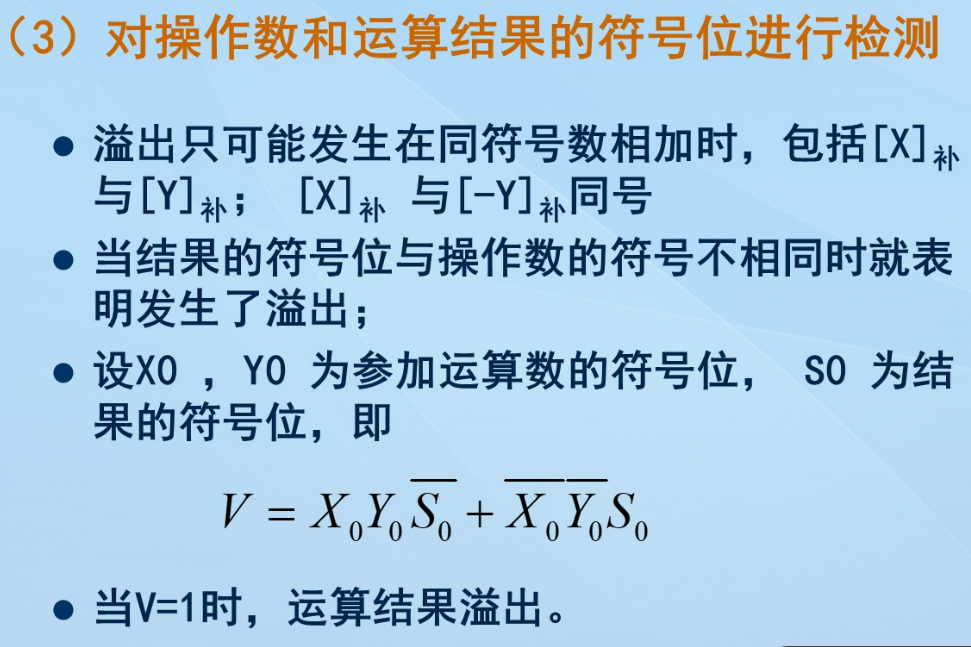 （3）对操作数和运算结果的符号位进行检测
● 溢出只可能发生在同符号数相加时，包括[X]补
与[Y]补； [X]补 与[-Y]补同号
● 当结果的符号位与操作数的符号不相同时就表
明发生了溢出；
● 设X0 ，Y0 为参加运算数的符号位， S0 为结
果的符号位，即
$V = X_0 Y_0 \overline{S_0} + \overline{X_0}\,\overline{Y_0} S_0$
● 当V=1时，运算结果溢出。